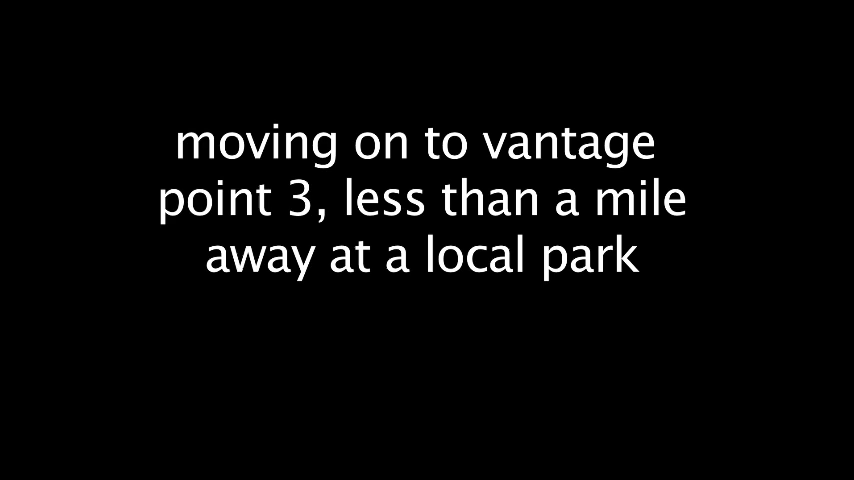 moving on to vantage
point 3, less than a mile
away at a local park